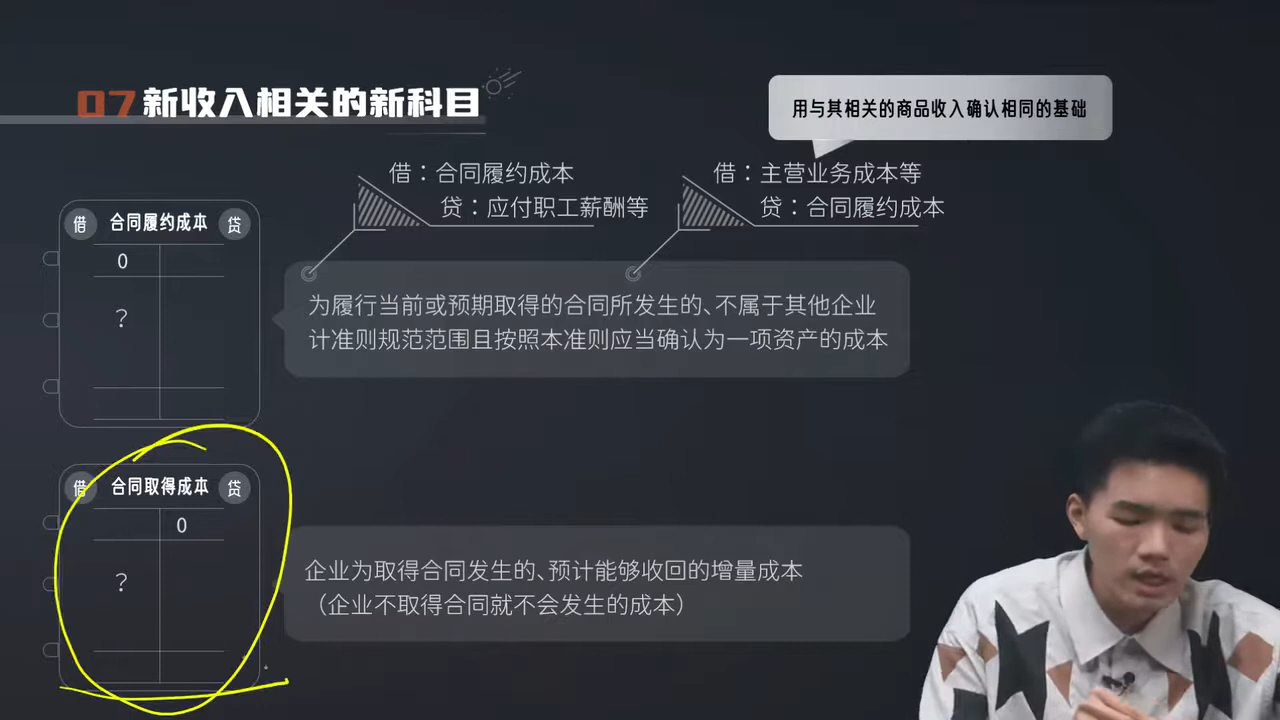 07 新收入相关的新科目
用与其相关的商品收入确认相同的基础
借：合同履约成本
贷：应付职工薪酬等
借：主营业务成本等
贷：合同履约成本
借 合同履约成本 贷
0
?
为履行当前或预期取得的合同所发生的、不属于其他企业
计准则规范范围且按照本准则应当确认为一项资产的成本
借 合同取得成本 贷
0
?
企业为取得合同发生的、预计能够收回的增量成本
（企业不取得合同就不会发生的成本）